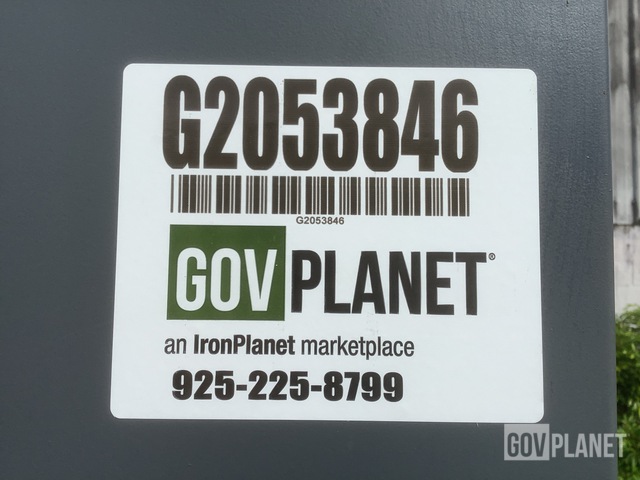 G2053846
G2053846
GOV PLANET®
an IronPlanet marketplace
925-225-8799
GOVPLANET